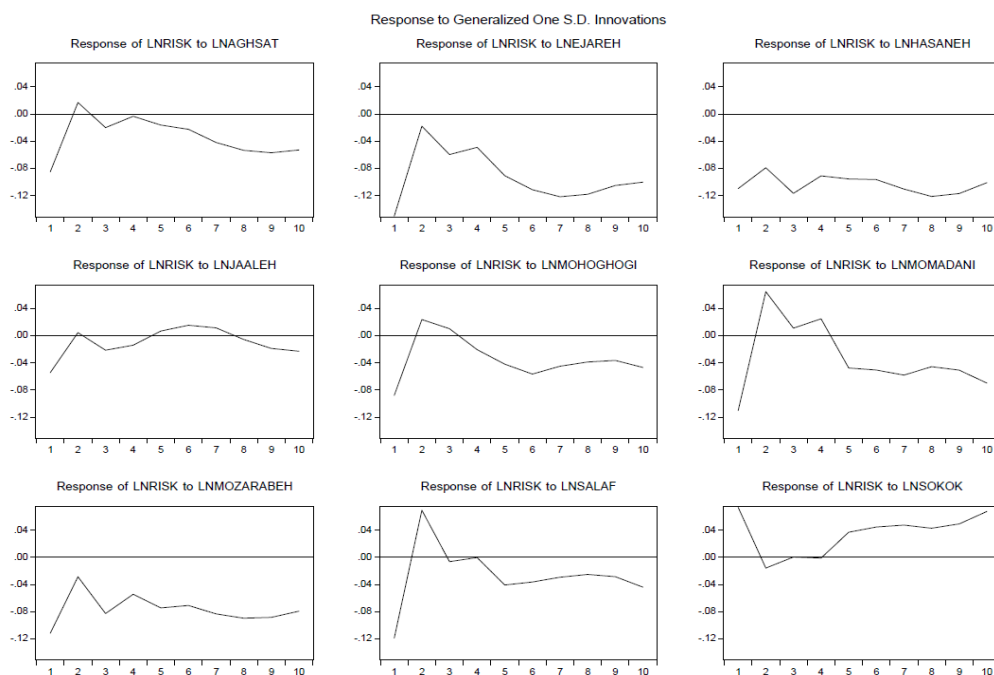 Response to Generalized One S.D. Innovations
Response of LNRISK to LNAGHSAT
.04
.00
-.04
-.08
-.12
1 2 3 4 5 6 7 8 9 10
Response of LNRISK to LNEJAREH
.04
.00
-.04
-.08
-.12
1 2 3 4 5 6 7 8 9 10
Response of LNRISK to LNHASANEH
.04
.00
-.04
-.08
-.12
1 2 3 4 5 6 7 8 9 10
Response of LNRISK to LNJAALEH
.04
.00
-.04
-.08
-.12
1 2 3 4 5 6 7 8 9 10
Response of LNRISK to LNMOHOGHOGI
.04
.00
-.04
-.08
-.12
1 2 3 4 5 6 7 8 9 10
Response of LNRISK to LNMOMADANI
.04
.00
-.04
-.08
-.12
1 2 3 4 5 6 7 8 9 10
Response of LNRISK to LNMOZARABEH
.04
.00
-.04
-.08
-.12
1 2 3 4 5 6 7 8 9 10
Response of LNRISK to LNSALAF
.04
.00
-.04
-.08
-.12
1 2 3 4 5 6 7 8 9 10
Response of LNRISK to LNSOKOK
.04
.00
-.04
-.08
-.12
1 2 3 4 5 6 7 8 9 10